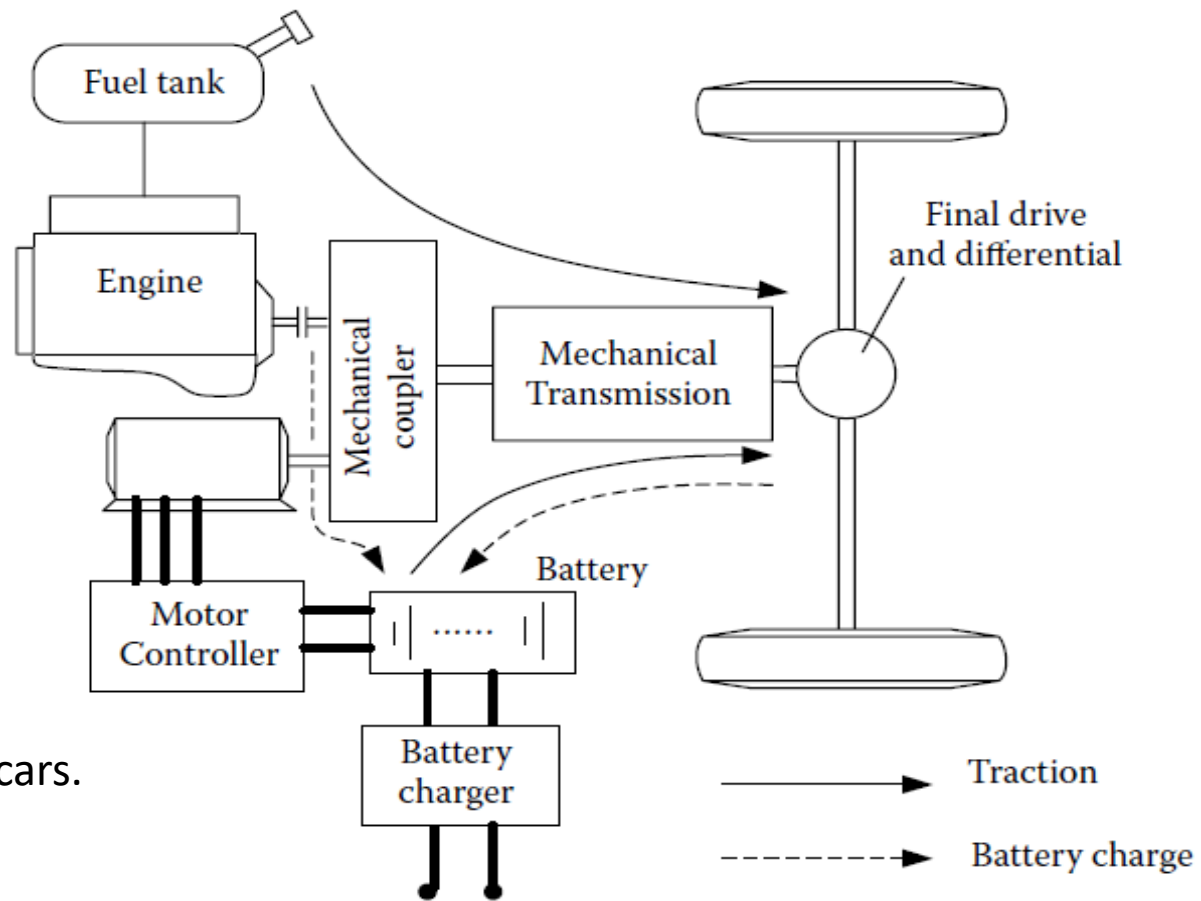 Fuel tank
Engine
Final drive
and differential
Mechanical
coupler
Mechanical
Transmission
Battery
Motor
Controller
cars.
Battery
charger
Traction
Battery charge